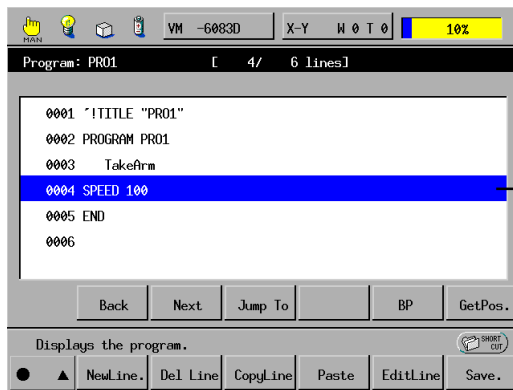 MAN VM -6083D X-Y W 0 T 0 10%
Program: PRO1 [ 4/ 6 lines]
0001 ´!TITLE "PRO1"
0002 PROGRAM PRO1
0003 TakeArm
0004 SPEED 100
0005 END
0006
Back Next Jump To BP GetPos.
Displays the program. SHORT CUT
NewLine. Del Line CopyLine Paste EditLine Save.